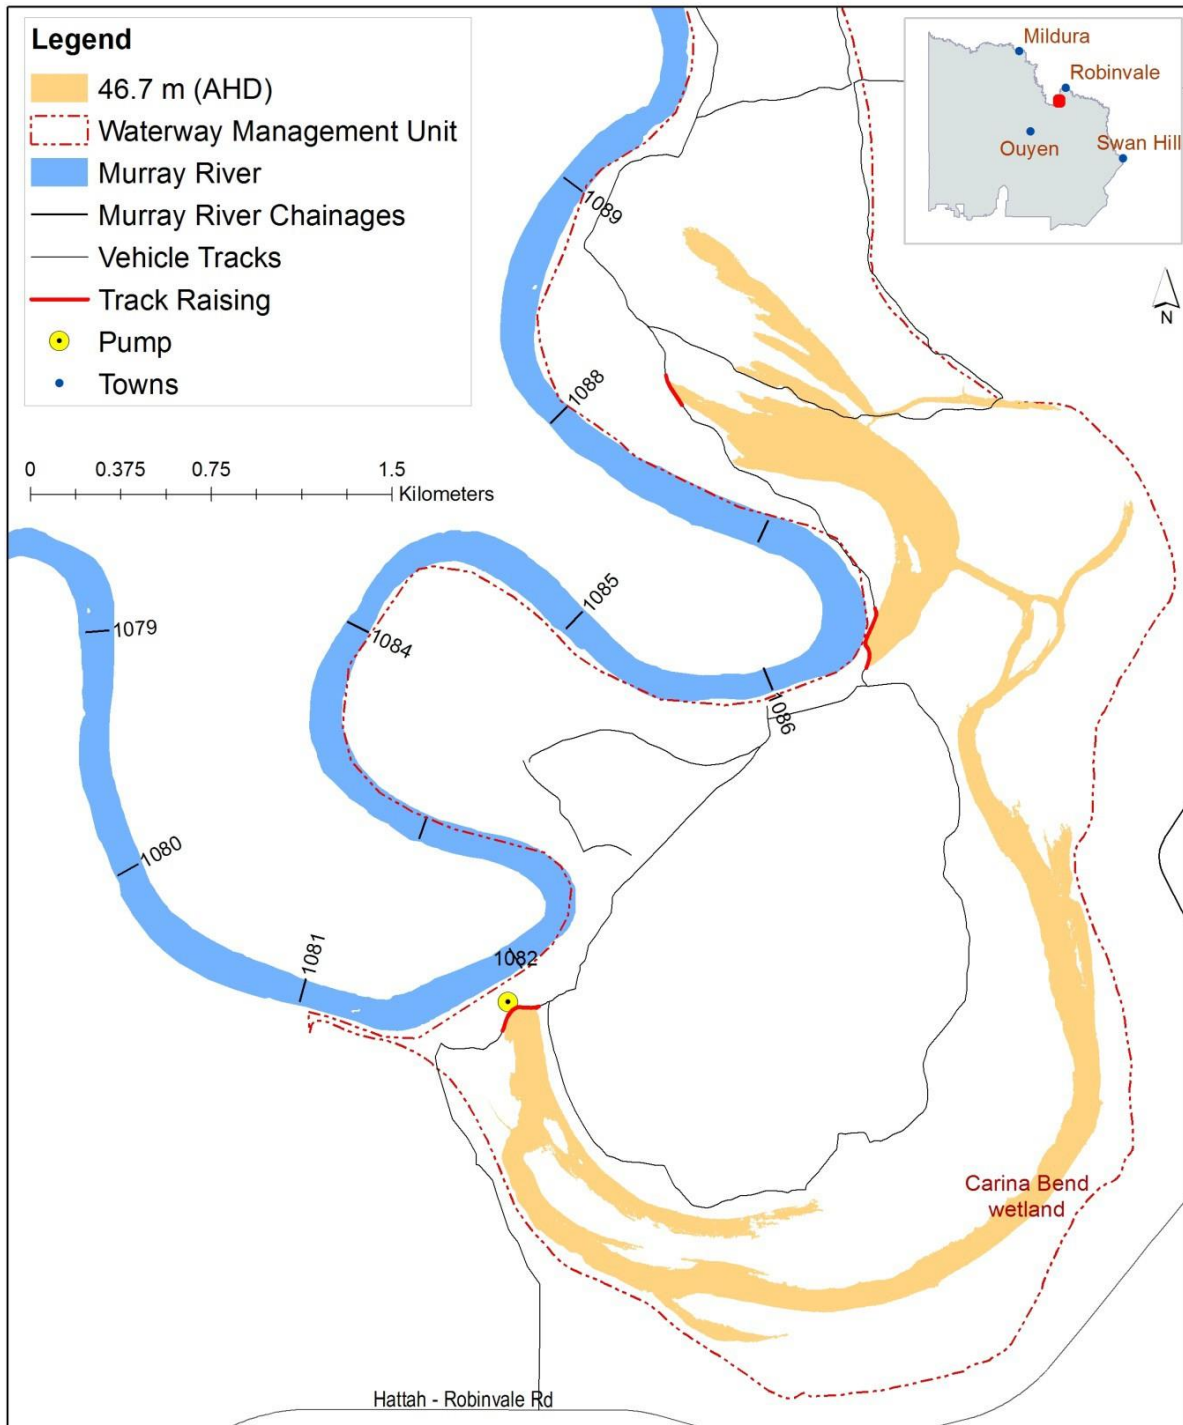 Legend
46.7 m (AHD)
Waterway Management Unit
Murray River
Murray River Chainages
Vehicle Tracks
Track Raising
Pump
Towns
Mildura
Robinvale
Ouyen
Swan Hill
N
0 0.375 0.75 1.5
Kilometers
1089
1088
1085
1084
1079
1086
1080
1081
1082
Carina Bend
wetland
Hattah - Robinvale Rd